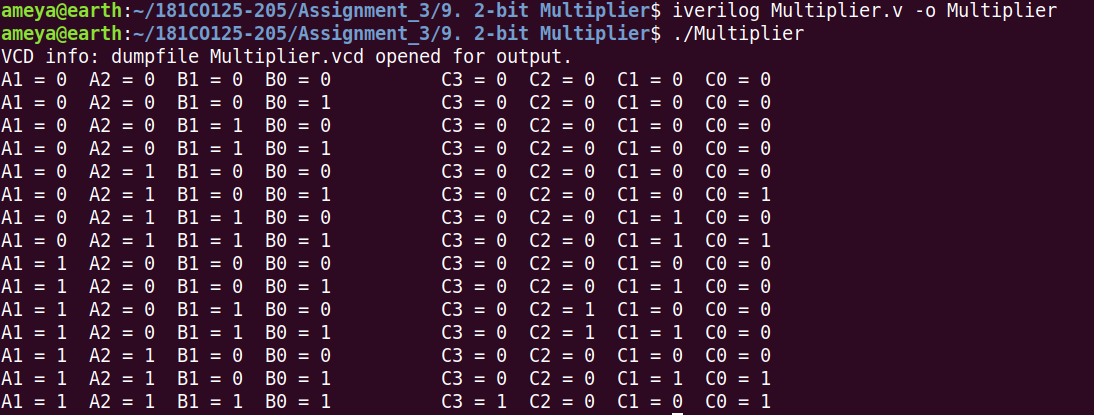 ameya@earth:~/181CO125-205/Assignment_3/9. 2-bit Multiplier$ iverilog Multiplier.v -o Multiplier
ameya@earth:~/181CO125-205/Assignment_3/9. 2-bit Multiplier$ ./Multiplier
VCD info: dumpfile Multiplier.vcd opened for output.
A1 = 0  A2 = 0  B1 = 0  B0 = 0          C3 = 0  C2 = 0  C1 = 0  C0 = 0
A1 = 0  A2 = 0  B1 = 0  B0 = 1          C3 = 0  C2 = 0  C1 = 0  C0 = 0
A1 = 0  A2 = 0  B1 = 1  B0 = 0          C3 = 0  C2 = 0  C1 = 0  C0 = 0
A1 = 0  A2 = 0  B1 = 1  B0 = 1          C3 = 0  C2 = 0  C1 = 0  C0 = 0
A1 = 0  A2 = 1  B1 = 0  B0 = 0          C3 = 0  C2 = 0  C1 = 0  C0 = 0
A1 = 0  A2 = 1  B1 = 0  B0 = 1          C3 = 0  C2 = 0  C1 = 0  C0 = 1
A1 = 0  A2 = 1  B1 = 1  B0 = 0          C3 = 0  C2 = 0  C1 = 1  C0 = 0
A1 = 0  A2 = 1  B1 = 1  B0 = 1          C3 = 0  C2 = 0  C1 = 1  C0 = 1
A1 = 1  A2 = 0  B1 = 0  B0 = 0          C3 = 0  C2 = 0  C1 = 0  C0 = 0
A1 = 1  A2 = 0  B1 = 0  B0 = 1          C3 = 0  C2 = 0  C1 = 1  C0 = 0
A1 = 1  A2 = 0  B1 = 1  B0 = 0          C3 = 0  C2 = 1  C1 = 0  C0 = 0
A1 = 1  A2 = 0  B1 = 1  B0 = 1          C3 = 0  C2 = 1  C1 = 1  C0 = 0
A1 = 1  A2 = 1  B1 = 0  B0 = 0          C3 = 0  C2 = 0  C1 = 0  C0 = 0
A1 = 1  A2 = 1  B1 = 0  B0 = 1          C3 = 0  C2 = 0  C1 = 1  C0 = 1
A1 = 1  A2 = 1  B1 = 1  B0 = 1          C3 = 1  C2 = 0  C1 = 0  C0 = 1